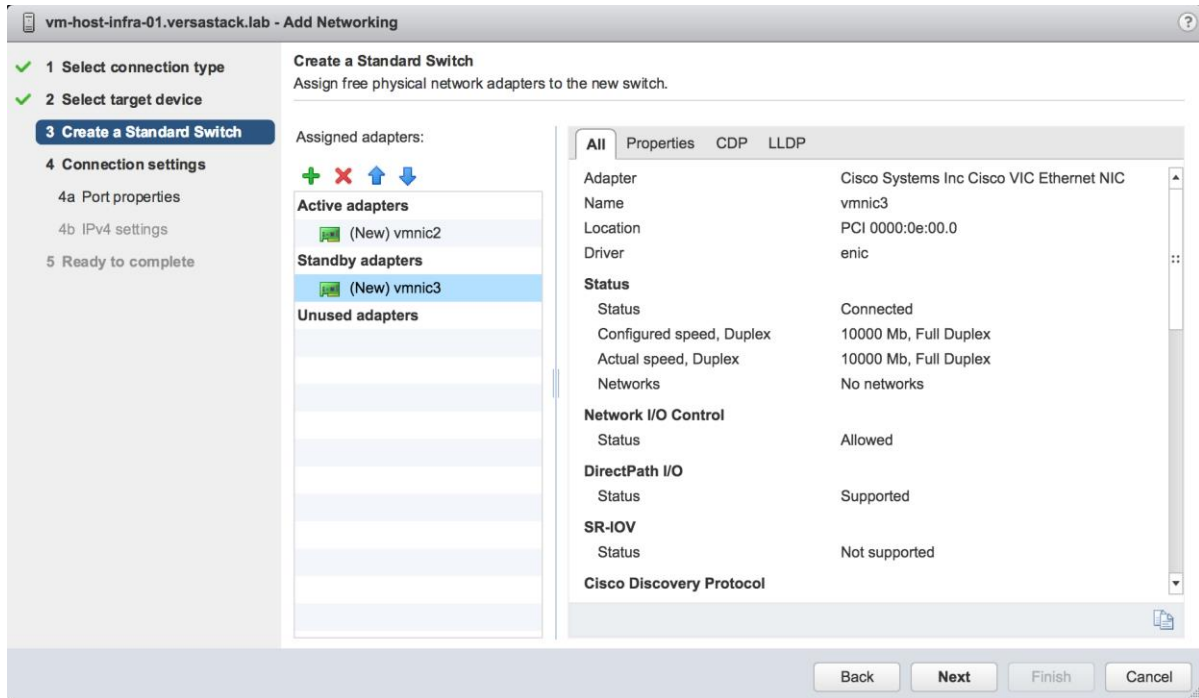 vm-host-infra-01.versastack.lab - Add Networking
?
1 Select connection type
2 Select target device
3 Create a Standard Switch
4 Connection settings
4a Port properties
4b IPv4 settings
5 Ready to complete
Create a Standard Switch
Assign free physical network adapters to the new switch.
Assigned adapters:
Active adapters
(New) vmnic2
Standby adapters
(New) vmnic3
Unused adapters
All Properties CDP LLDP
Adapter Cisco Systems Inc Cisco VIC Ethernet NIC
Name vmnic3
Location PCI 0000:0e:00.0
Driver enic
Status
Status Connected
Configured speed, Duplex 10000 Mb, Full Duplex
Actual speed, Duplex 10000 Mb, Full Duplex
Networks No networks
Network I/O Control
Status Allowed
DirectPath I/O
Status Supported
SR-IOV
Status Not supported
Cisco Discovery Protocol
Back Next Finish Cancel